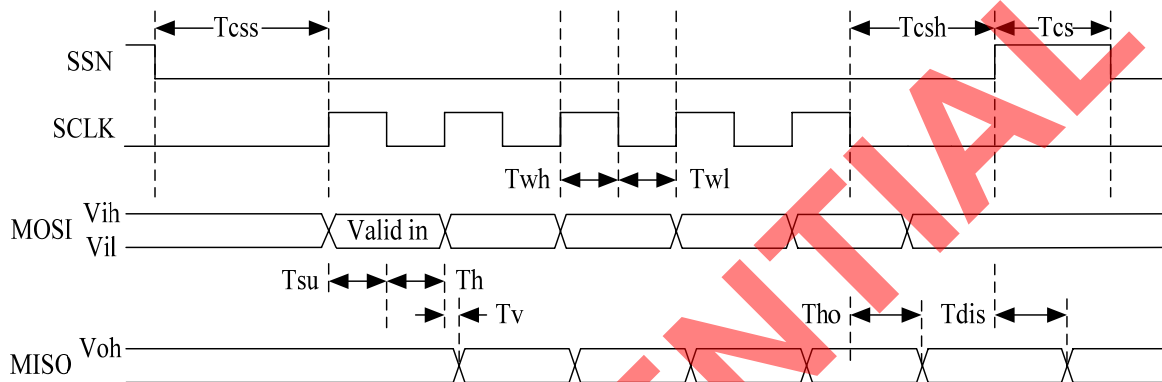 Tcss Tcsh Tcs
SSN
SCLK
Twh Twl
MOSI Vih Valid in
Vil
Tsu Th
Tv Tho Tdis
MISO Voh
NTIAL